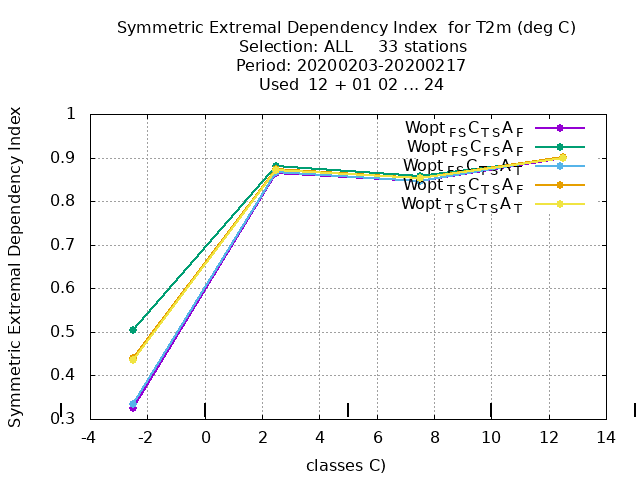 Symmetric Extremal Dependency Index  for T2m (deg C)
Selection: ALL     33 stations
Period: 20200203-20200217
Used  12 + 01 02 ... 24
Symmetric Extremal Dependency Index
1
0.9
0.8
0.7
0.6
0.5
0.4
0.3
Wopt FS C TS A F
Wopt FS C FS A F
Wopt FS C TS A T
Wopt TS C TS A F
Wopt TS C TS A T
-4 -2 0 2 4 6 8 10 12 14
classes C)